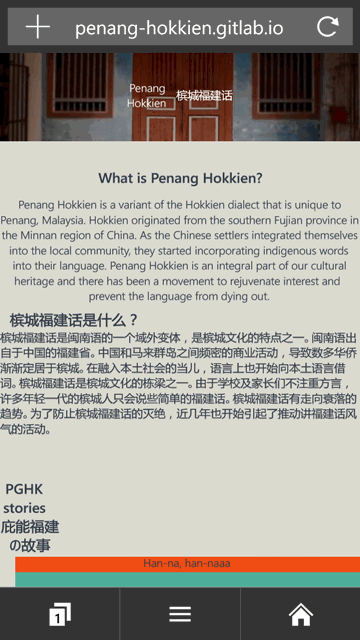 penang-hokkien.gitlab.io
Penang
Hokkien
槟城福建话
What is Penang Hokkien?
Penang Hokkien is a variant of the Hokkien dialect that is unique to
Penang, Malaysia. Hokkien originated from the southern Fujian province in
the Minnan region of China. As the Chinese settlers integrated themselves
into the local community, they started incorporating indigenous words
into their language. Penang Hokkien is an integral part of our cultural
heritage and there has been a movement to rejuvenate interest and
prevent the language from dying out.
槟城福建话是什么？
槟城福建话是闽南语的一个域外变体，是槟城文化的特点之一。闽南语出
自于中国的福建省。中国和马来群岛之间频密的商业活动，导致数多华侨
渐渐定居于槟城。在融入本土社会的当儿，语言上也开始向本土语言借
词。槟城福建话是槟城文化的栋梁之一。由于学校及家长们不注重方言，
许多年轻一代的槟城人只会说些简单的福建话。槟城福建话有走向衰落的
趋势。为了防止槟城福建话的灭绝，近几年也开始引起了推动讲福建话风
气的活动。
PGHK
stories
庇能福建
の故事
Han-na, han-naaa
1